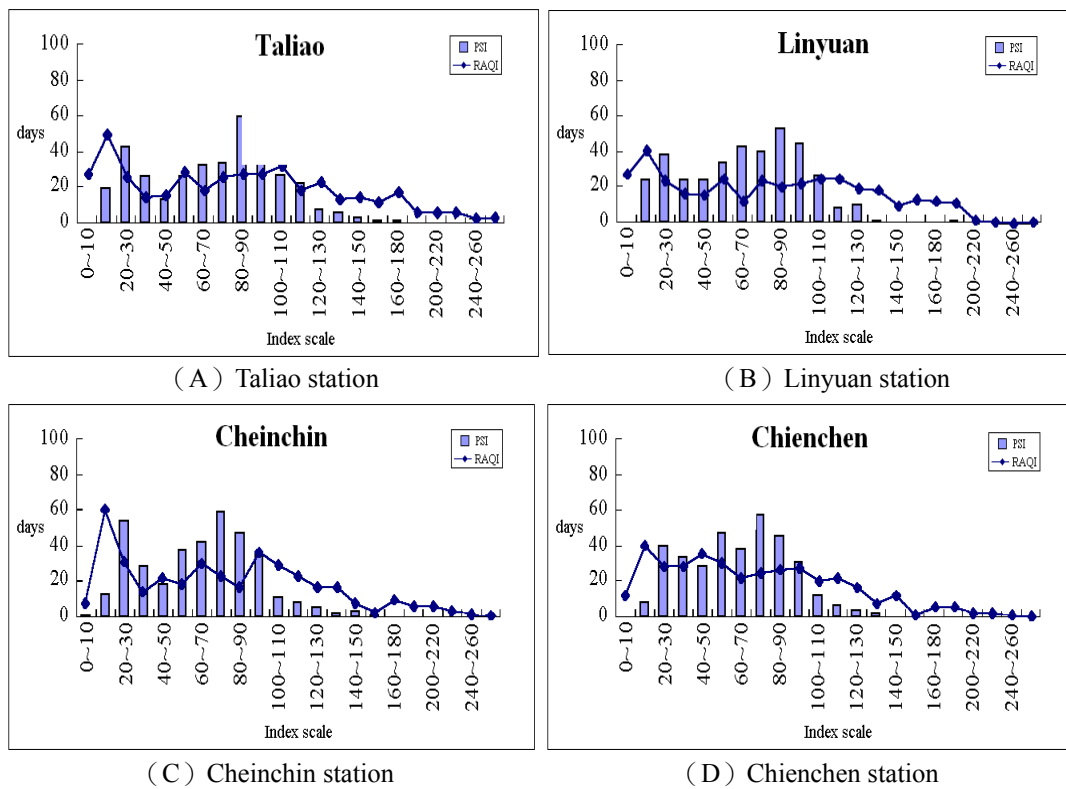 Taliao
PSI
RAQI
100
80
60
days
40
20
0
0~10
20~30
40~50
60~70
80~90
100~110
120~130
140~150
160~180
200~220
240~260
Index scale
(A) Taliao station
Linyuan
PSI
RAQI
100
80
60
days
40
20
0
0~10
20~30
40~50
60~70
80~90
100~110
120~130
140~150
160~180
200~220
240~260
Index scale
(B) Linyuan station
Cheinchin
PSI
RAQI
100
80
60
days
40
20
0
0~10
20~30
40~50
60~70
80~90
100~110
120~130
140~150
160~180
200~220
240~260
Index scale
(C) Cheinchin station
Chienchen
PSI
RAQI
100
80
60
days
40
20
0
0~10
20~30
40~50
60~70
80~90
100~110
120~130
140~150
160~180
200~220
240~260
Index scale
(D) Chienchen station